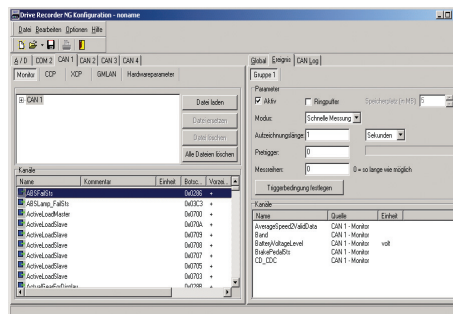 Drive Recorder NG Konfiguration - noname
Datei Bearbeiten Optionen Hilfe
A / D COM 2 CAN 1 CAN 2 CAN 3 CAN 4
Monitor CCP XCP GMLAN Hardwareparameter
CAN 1
Datei laden
Datei ersetzen
Datei löschen
Alle Dateien löschen
Kanäle
Name Kommentar Einheit Botsc... Vorzei...
ABSFailSts 0x0286 +
ABSLamp_FailSts 0x03C3 +
ActiveLoadMaster 0x0700 +
ActiveLoadSlave 0x070A +
ActiveLoadSlave 0x0709 +
ActiveLoadSlave 0x0708 +
ActiveLoadSlave 0x0707 +
ActiveLoadSlave 0x0705 +
ActiveLoadSlave 0x0703 +
ActualGearForDisplay 0x028B +
Global Ereignis CAN Log
Gruppe 1
Parameter
Aktiv Ringpuffer Speicherplatz (in MB) 5
Modus: Schnelle Messung
Aufzeichnungslänge 1 Sekunden
Pretrigger: 0
Messreihen: 0 0 = so lange wie möglich
Triggerbedingung festlegen
Kanäle
Name Quelle Einheit
AverageSpeed2ValidData CAN 1 - Monitor
Band CAN 1 - Monitor
BatteryVoltageLevel CAN 1 - Monitor volt
BrakePedalSts CAN 1 - Monitor
CD_CDC CAN 1 - Monitor